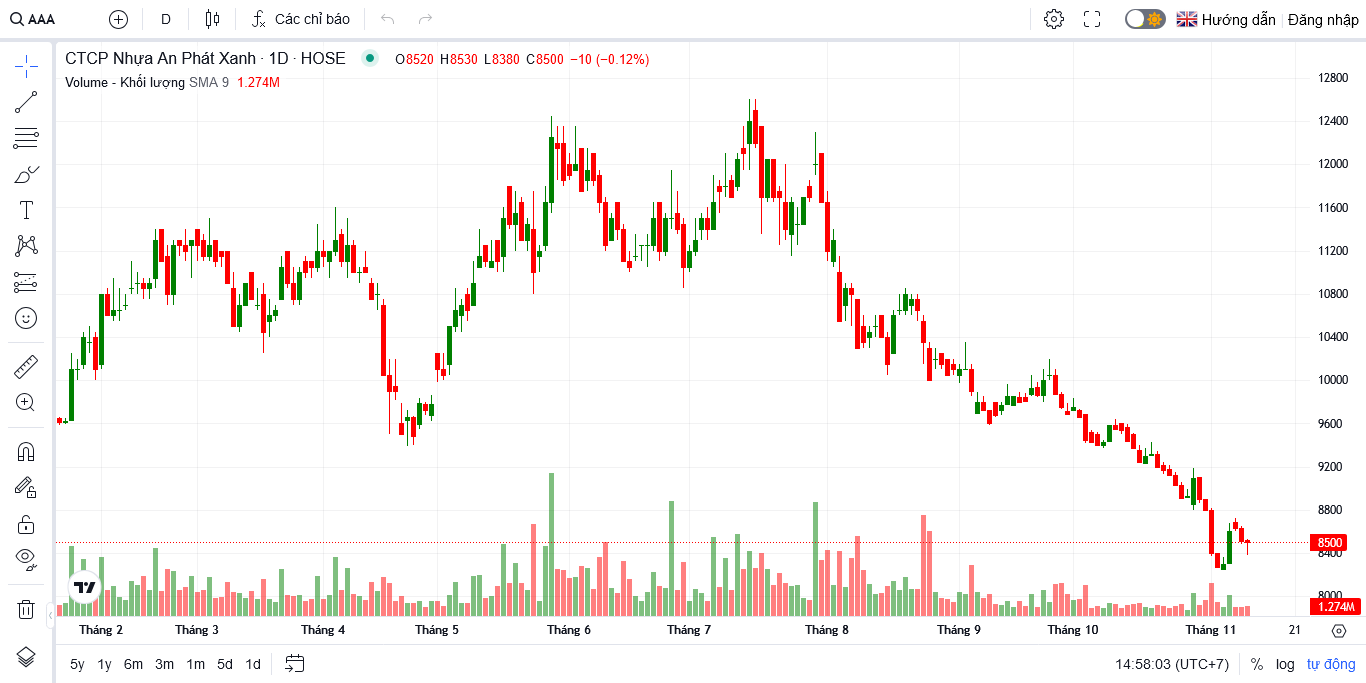 AAA D Các chỉ báo Hướng dẫn Đăng nhập
CTCP Nhựa An Phát Xanh · 1D · HOSE O8520 H8530 L8380 C8500 −10 (−0.12%)
Volume - Khối lượng SMA 9 1.274M
12800
12400
12000
11600
11200
10800
10400
10000
9600
9200
8800
8500
8400
8000
1.274M
Tháng 2 Tháng 3 Tháng 4 Tháng 5 Tháng 6 Tháng 7 Tháng 8 Tháng 9 Tháng 10 Tháng 11 21
5y 1y 6m 3m 1m 5d 1d 14:58:03 (UTC+7) % log tự động